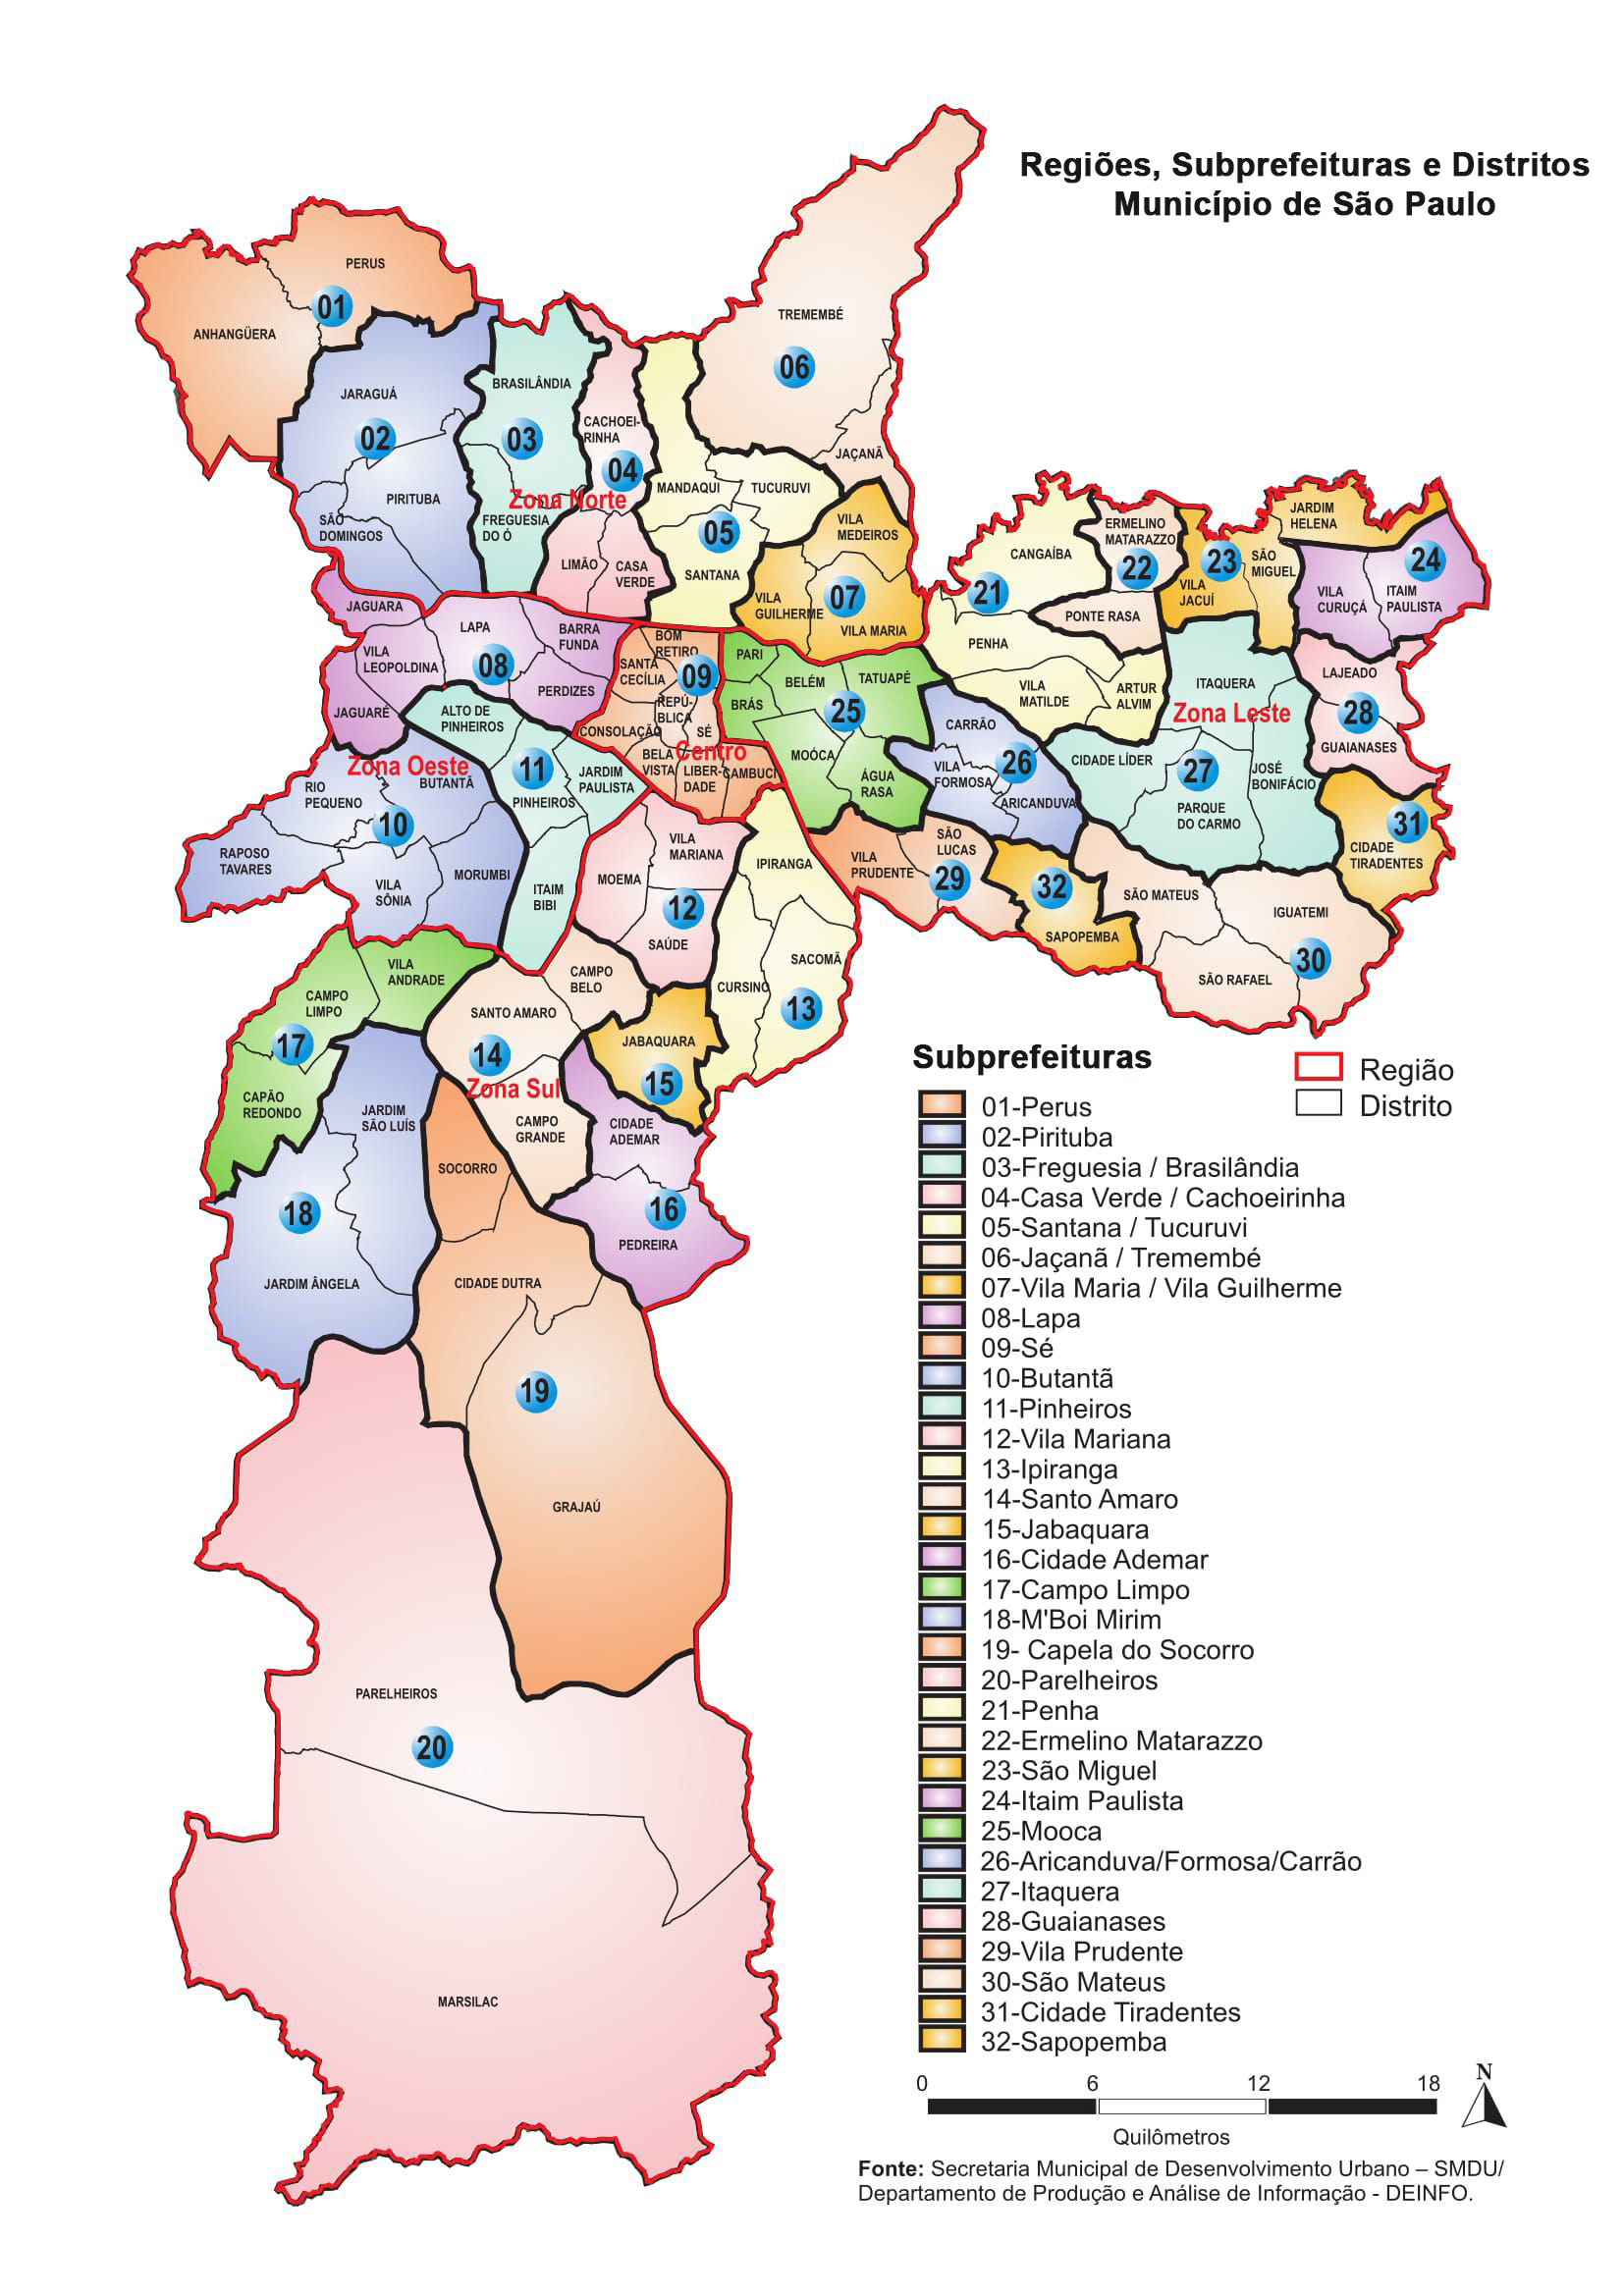 Regiões, Subprefeituras e Distritos
Município de São Paulo
PERUS
01
ANHANGÜERA
TREMEMBÉ
06
JAÇANÃ
JARAGUÁ
02
PIRITUBA
SÃO
DOMINGOS
BRASILÂNDIA
03
FREGUESIA
DO Ó
Zona Norte
CACHOEI-
RINHA
04
LIMÃO
CASA
VERDE
MANDAQUI
TUCURUVI
05
SANTANA
VILA
MEDEIROS
VILA
GUILHERME
07
VILA MARIA
CANGAÍBA
21
PENHA
VILA
MATILDE
ARTUR
ALVIM
ERMELINO
MATARAZZO
22
PONTE RASA
23
VILA
JACUÍ
SÃO
MIGUEL
JARDIM
HELENA
24
VILA
CURUÇÁ
ITAIM
PAULISTA
JAGUARA
VILA
LEOPOLDINA
JAGUARÉ
LAPA
08
BARRA
FUNDA
PERDIZES
BOM
RETIRO
SANTA
CECÍLIA
09
REPÚ-
BLICA
SÉ
CONSOLAÇÃO
Centro
BELA
VISTA
LIBER-
DADE
CAMBUCI
PARI
BELÉM
TATUAPÉ
BRÁS
25
MOÓCA
ÁGUA
RASA
CARRÃO
26
VILA
FORMOSA
ARICANDUVA
ITAQUERA
Zona Leste
CIDADE LÍDER
27
JOSÉ
BONIFÁCIO
PARQUE
DO CARMO
LAJEADO
28
GUAIANASES
31
CIDADE
TIRADENTES
ALTO DE
PINHEIROS
11
PINHEIROS
JARDIM
PAULISTA
ITAIM
BIBI
Zona Oeste
BUTANTÃ
RIO
PEQUENO
10
RAPOSO
TAVARES
VILA
SÔNIA
MORUMBI
VILA
MARIANA
MOEMA
12
SAÚDE
IPIRANGA
CURSINO
SACOMÃ
13
VILA
PRUDENTE
SÃO
LUCAS
29
32
SAPOPEMBA
SÃO MATEUS
IGUATEMI
SÃO RAFAEL
30
VILA
ANDRADE
CAMPO
LIMPO
17
CAPÃO
REDONDO
CAMPO
BELO
SANTO AMARO
14
Zona Sul
CAMPO
GRANDE
JABAQUARA
15
CIDADE
ADEMAR
16
PEDREIRA
JARDIM
SÃO LUÍS
18
JARDIM ÂNGELA
SOCORRO
CIDADE DUTRA
19
GRAJAÚ
PARELHEIROS
20
MARSILAC
Subprefeituras
01-Perus
02-Pirituba
03-Freguesia / Brasilândia
04-Casa Verde / Cachoeirinha
05-Santana / Tucuruvi
06-Jaçanã / Tremembé
07-Vila Maria / Vila Guilherme
08-Lapa
09-Sé
10-Butantã
11-Pinheiros
12-Vila Mariana
13-Ipiranga
14-Santo Amaro
15-Jabaquara
16-Cidade Ademar
17-Campo Limpo
18-M'Boi Mirim
19- Capela do Socorro
20-Parelheiros
21-Penha
22-Ermelino Matarazzo
23-São Miguel
24-Itaim Paulista
25-Mooca
26-Aricanduva/Formosa/Carrão
27-Itaquera
28-Guaianases
29-Vila Prudente
30-São Mateus
31-Cidade Tiradentes
32-Sapopemba
Região
Distrito
0 6 12 18
Quilômetros
N
Fonte: Secretaria Municipal de Desenvolvimento Urbano – SMDU/
Departamento de Produção e Análise de Informação - DEINFO.